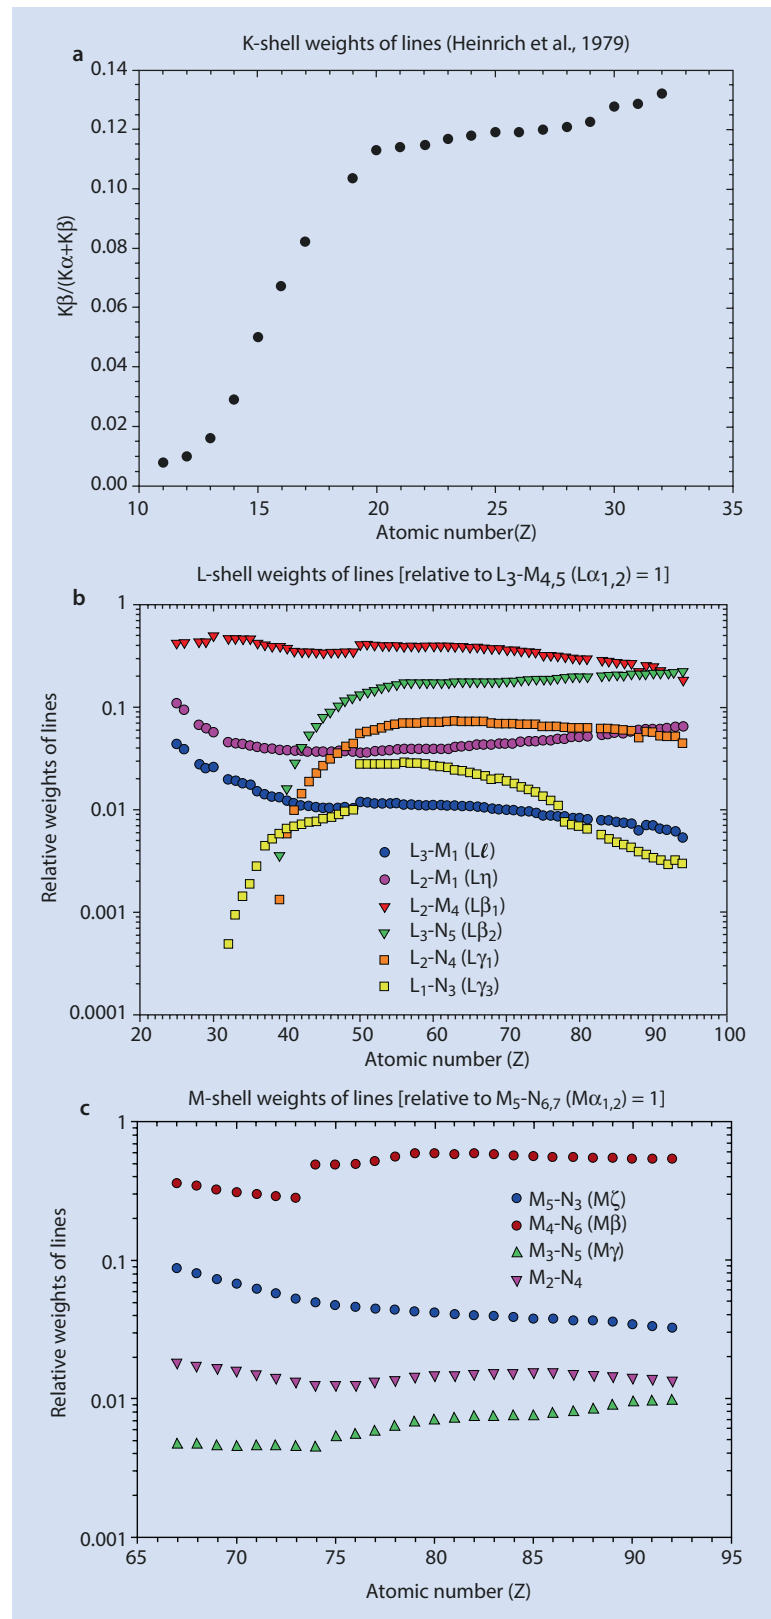 a
K-shell weights of lines (Heinrich et al., 1979)
0.14
0.12
0.10
0.08
0.06
0.04
0.02
0.00
Kβ/(Kα+Kβ)
10 15 20 25 30 35
Atomic number(Z)
L-shell weights of lines [relative to L3-M4,5 (Lα1,2) = 1]
b
1
0.1
0.01
0.001
0.0001
Relative weights of lines
L3-M1 (Lℓ)
L2-M1 (Lη)
L2-M4 (Lβ1)
L3-N5 (Lβ2)
L2-N4 (Lγ1)
L1-N3 (Lγ3)
20 30 40 50 60 70 80 90 100
Atomic number (Z)
c
M-shell weights of lines [relative to M5-N6,7 (Mα1,2) = 1]
1
0.1
0.01
0.001
Relative weights of lines
M5-N3 (Mζ)
M4-N6 (Mβ)
M3-N5 (Mγ)
M2-N4
65 70 75 80 85 90 95
Atomic number (Z)